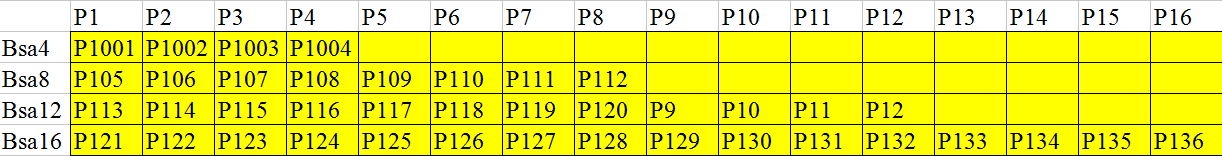 P1 P2 P3 P4 P5 P6 P7 P8 P9 P10 P11 P12 P13 P14 P15 P16
Bsa4 P1001 P1002 P1003 P1004
Bsa8 P105 P106 P107 P108 P109 P110 P111 P112
Bsa12 P113 P114 P115 P116 P117 P118 P119 P120 P9 P10 P11 P12
Bsa16 P121 P122 P123 P124 P125 P126 P127 P128 P129 P130 P131 P132 P133 P134 P135 P136